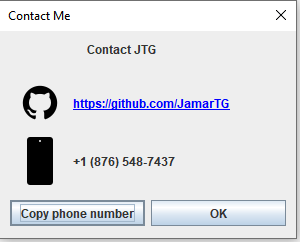 Contact Me
Contact JTG
https://github.com/JamarTG
+1 (876) 548-7437
Copy phone number
OK